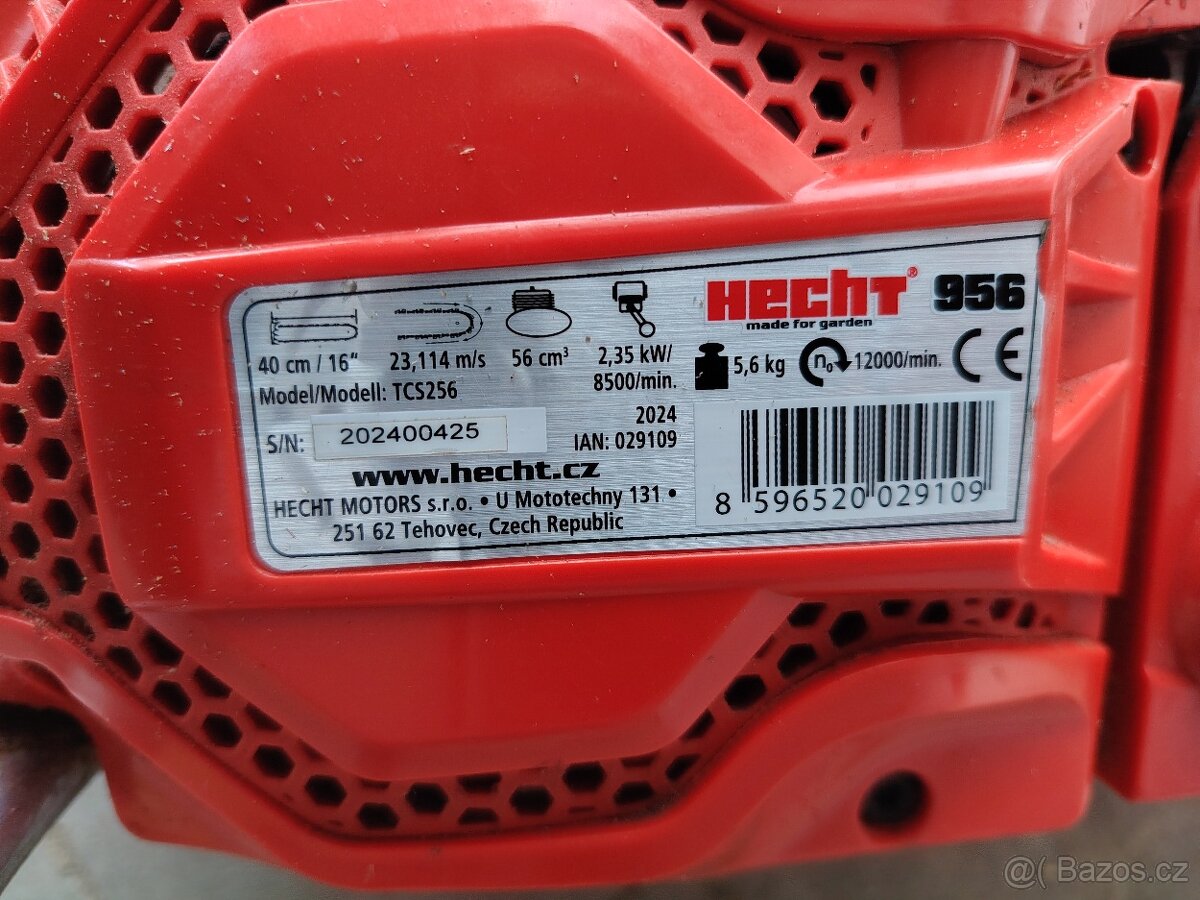 HECHT® 956
made for garden
40 cm / 16" 23,114 m/s 56 cm³ 2,35 kW/
8500/min.
5,6 kg n₀ 12000/min. CE
Model/Modell: TCS256
2024
S/N: 202400425 IAN: 029109
www.hecht.cz
HECHT MOTORS s.r.o. • U Mototechny 131 •
251 62 Tehovec, Czech Republic
8 596520 029109
@( Bazos.cz